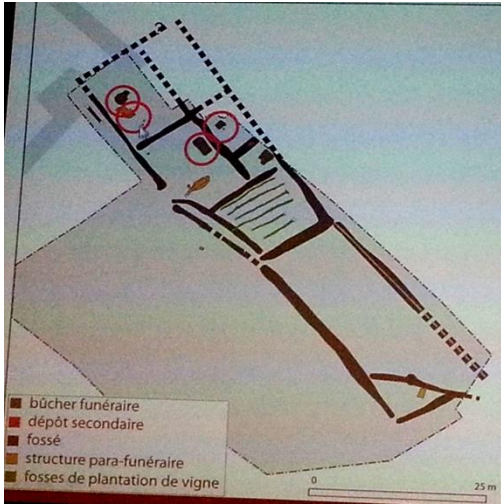 bûcher funéraire
dépôt secondaire
fossé
structure para-funéraire
fosses de plantation de vigne
0 25 m